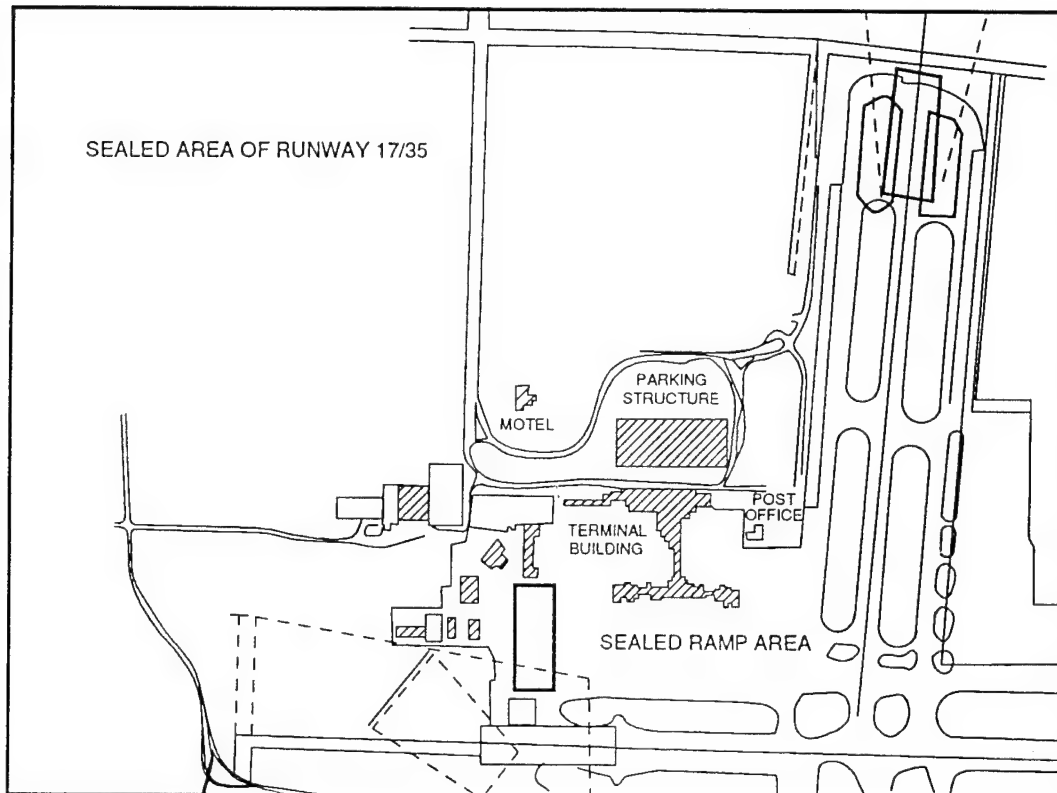 SEALED AREA OF RUNWAY 17/35
PARKING
STRUCTURE
MOTEL
POST
OFFICE
TERMINAL
BUILDING
SEALED RAMP AREA